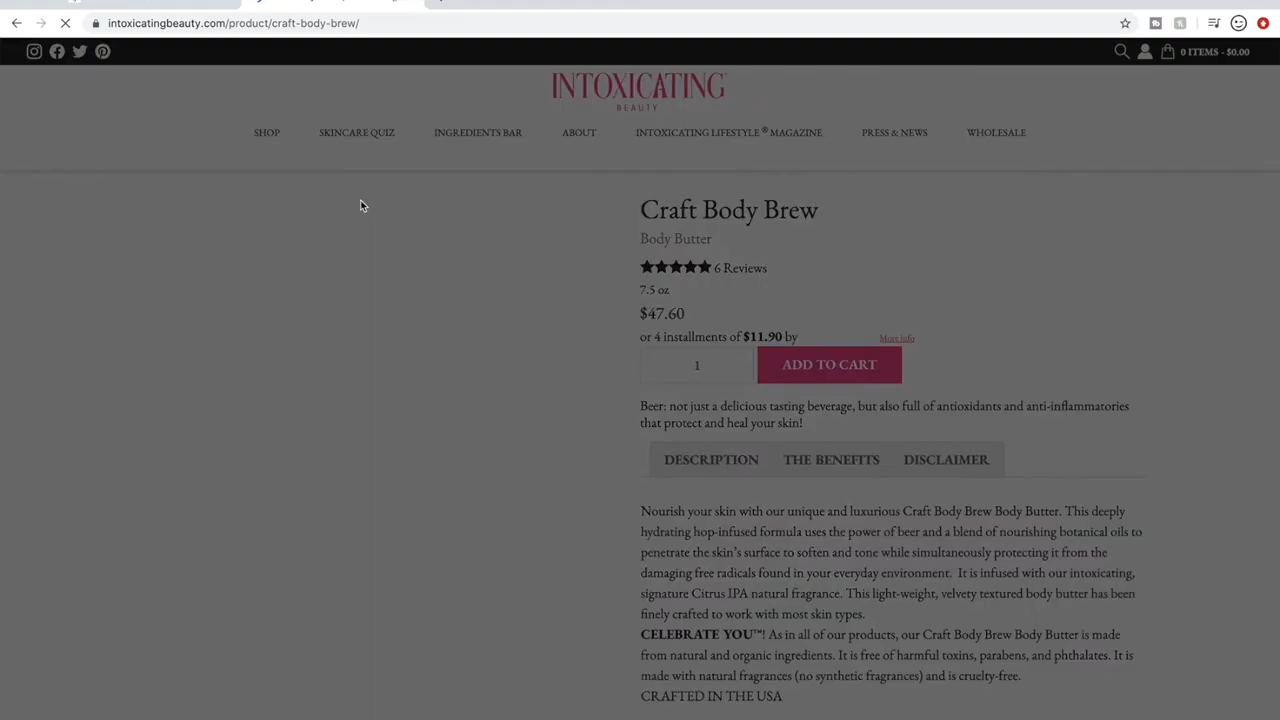 intoxicatingbeauty.com/product/craft-body-brew/
0 ITEMS - $0.00
INTOXICATING
BEAUTY
SHOP
SKINCARE QUIZ
INGREDIENTS BAR
ABOUT
INTOXICATING LIFESTYLE ® MAGAZINE
PRESS & NEWS
WHOLESALE
Craft Body Brew
Body Butter
6 Reviews
7.5 oz
$47.60
or 4 installments of $11.90 by
More info
1
ADD TO CART
Beer: not just a delicious tasting beverage, but also full of antioxidants and anti-inflammatories
that protect and heal your skin!
DESCRIPTION
THE BENEFITS
DISCLAIMER
Nourish your skin with our unique and luxurious Craft Body Brew Body Butter. This deeply
hydrating hop-infused formula uses the power of beer and a blend of nourishing botanical oils to
penetrate the skin's surface to soften and tone while simultaneously protecting it from the
damaging free radicals found in your everyday environment. It is infused with our intoxicating,
signature Citrus IPA natural fragrance. This light-weight, velvety textured body butter has been
finely crafted to work with most skin types.
CELEBRATE YOU™! As in all of our products, our Craft Body Brew Body Butter is made
from natural and organic ingredients. It is free of harmful toxins, parabens, and phthalates. It is
made with natural fragrances (no synthetic fragrances) and is cruelty-free.
CRAFTED IN THE USA